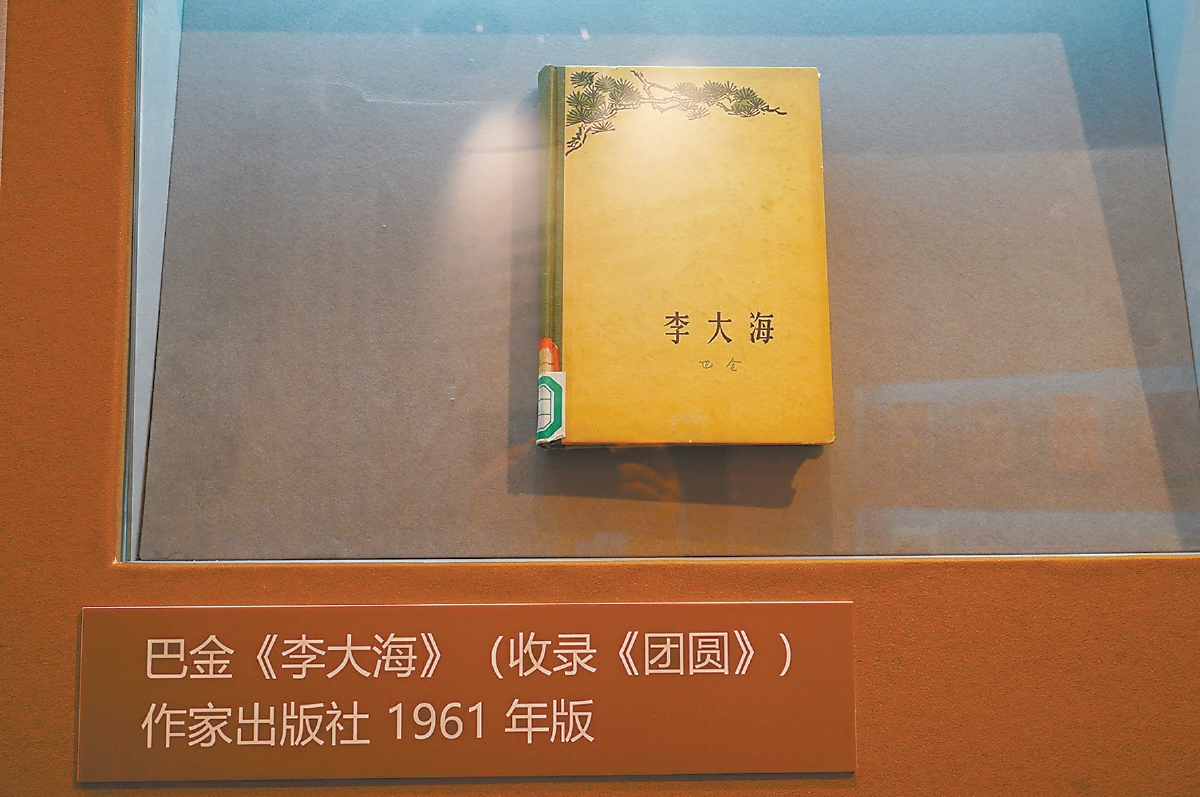 李大海
巴金
巴金《李大海》（收录《团圆》）
作家出版社 1961 年版